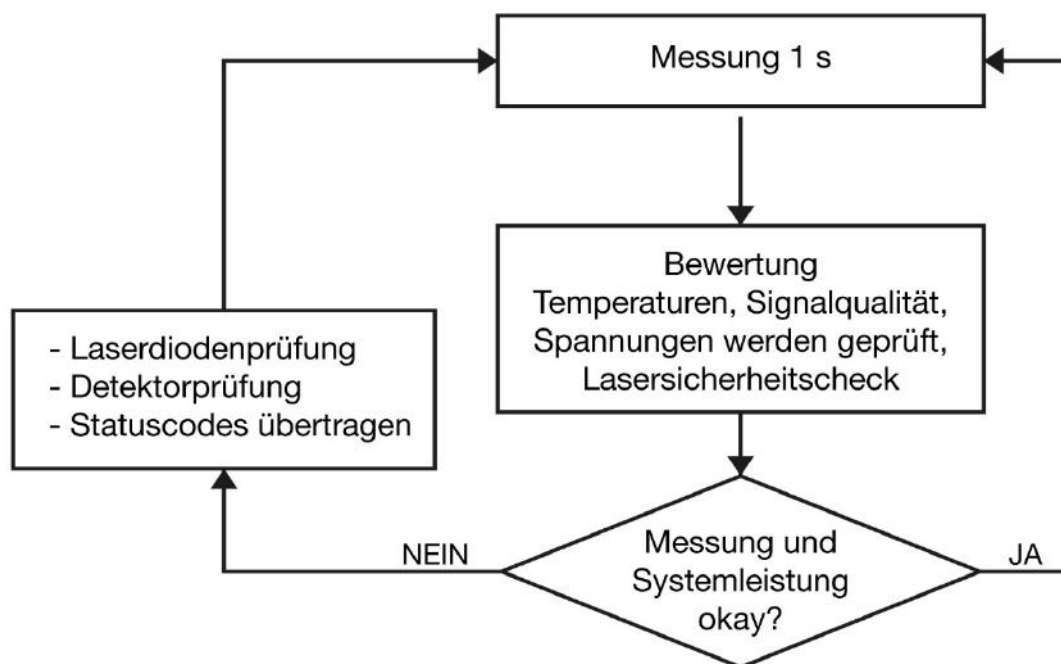 Messung 1 s
Bewertung
Temperaturen, Signalqualität,
Spannungen werden geprüft,
Lasersicherheitscheck
- Laserdiodenprüfung
- Detektorprüfung
- Statuscodes übertragen
NEIN
Messung und
Systemleistung
okay?
JA